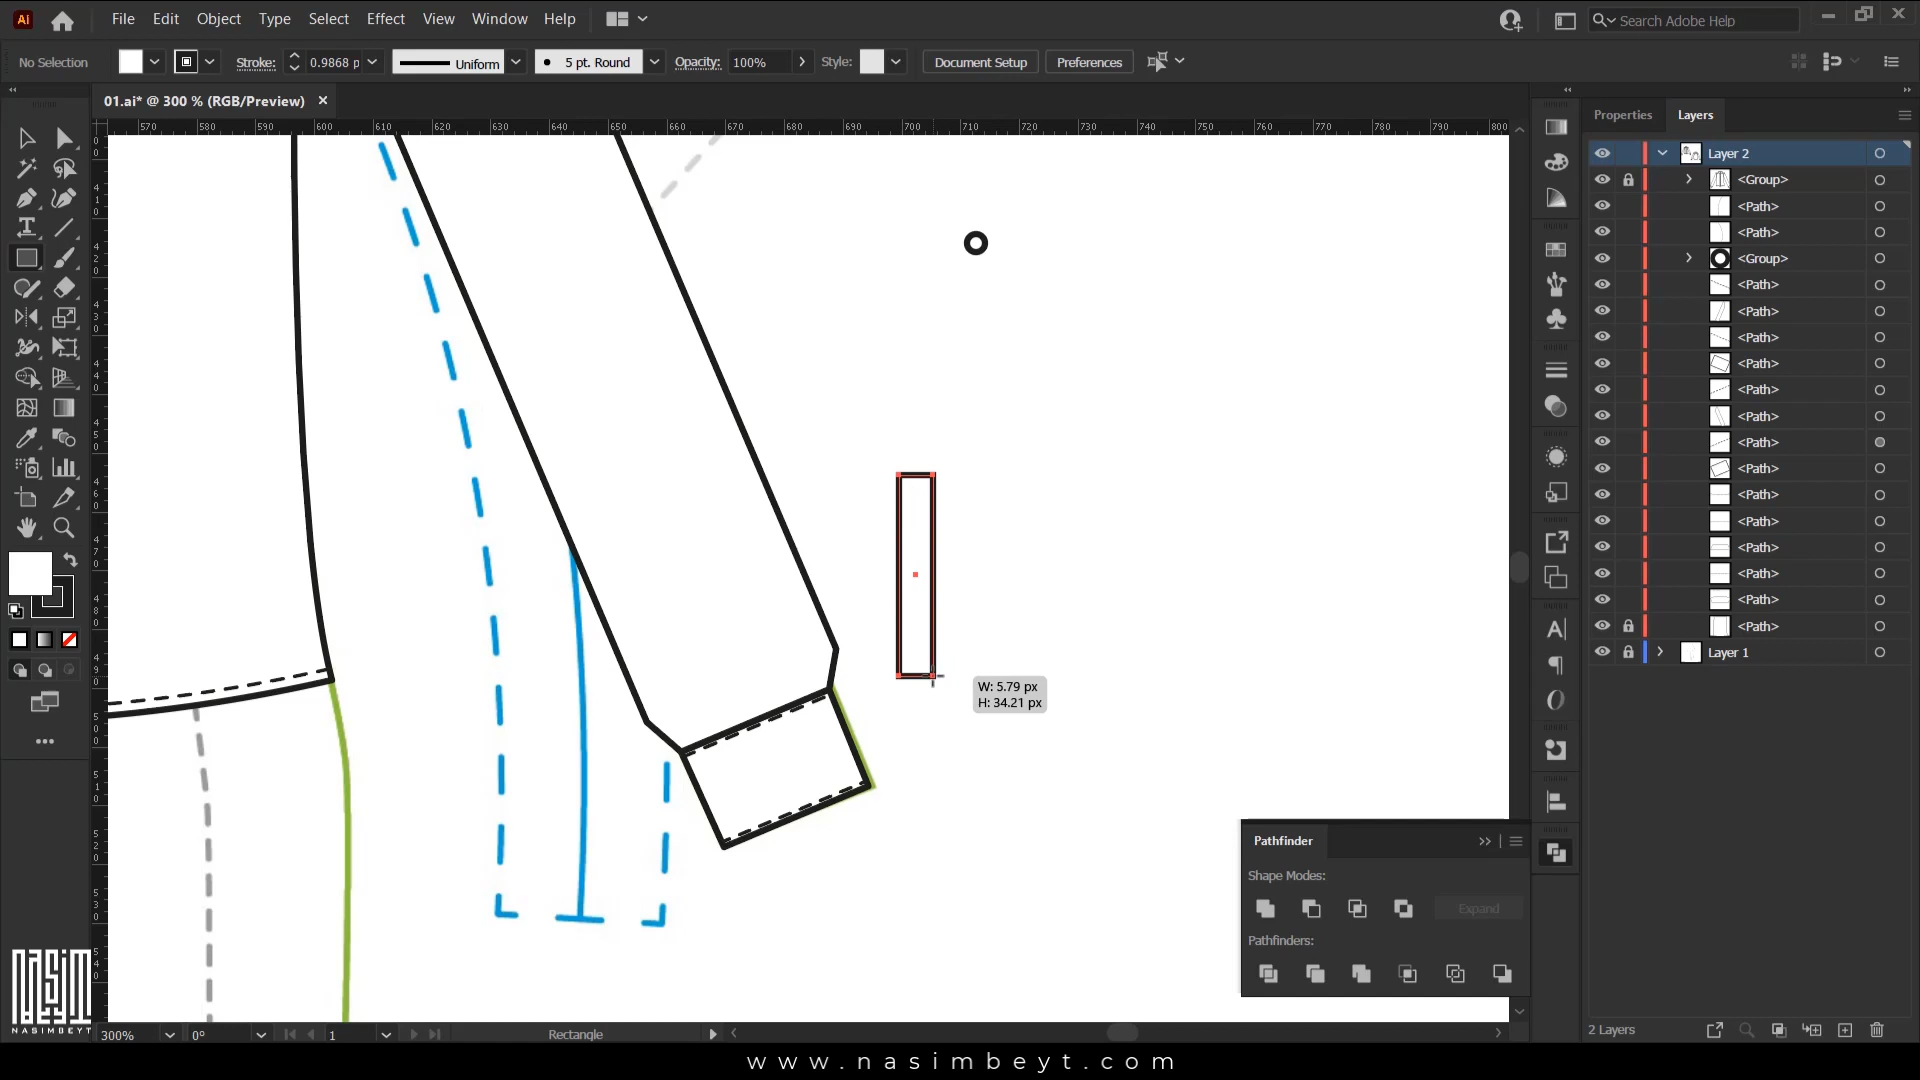 Ai File Edit Object Type Select Effect View Window Help Search Adobe Help
No Selection Stroke: 0.9868 p Uniform 5 pt. Round Opacity: 100% Style: Document Setup Preferences
01.ai* @ 300 % (RGB/Preview)
570 580 590 600 610 620 630 640 650 660 670 680 690 700 710 720 730 740 750 760 770 780 790 800
Properties Layers
Layer 2
<Group>
<Path>
<Path>
<Group>
<Path>
<Path>
<Path>
<Path>
<Path>
<Path>
<Path>
<Path>
<Path>
<Path>
<Path>
<Path>
<Path>
<Path>
Layer 1
W: 5.79 px
H: 34.21 px
Pathfinder
Shape Modes:
Expand
Pathfinders:
NASIMBEYT
300% 0° 1 Rectangle
2 Layers
www.nasimbeyt.com